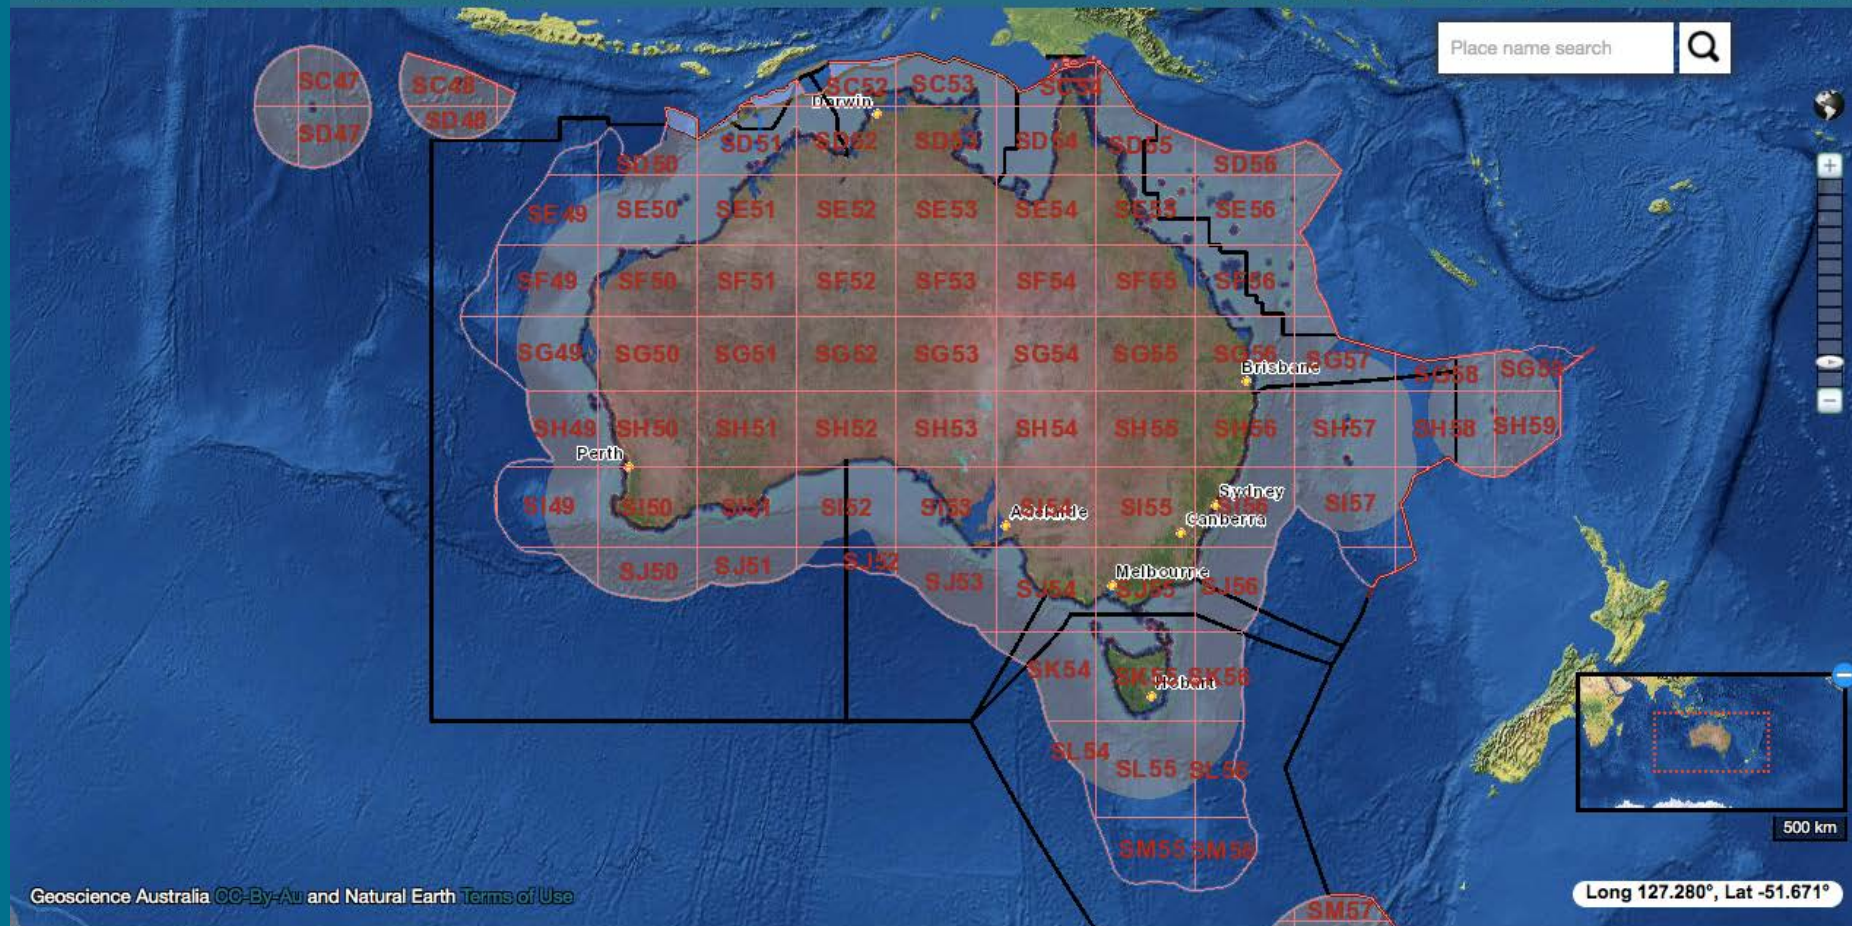 Place name search
SC47
SC48
SC52
SC53
SC54
Darwin
SD47
SD48
SD50
SD51
SD52
SD53
SD54
SD55
SD56
SE49
SE50
SE51
SE52
SE53
SE54
SE55
SE56
SF49
SF50
SF51
SF52
SF53
SF54
SF55
SF56
SG49
SG50
SG51
SG52
SG53
SG54
SG55
SG56
SG57
SG58
SG59
Brisbane
SH49
SH50
SH51
SH52
SH53
SH54
SH55
SH56
SH57
SH58
SH59
Perth
SI49
SI50
SI51
SI52
SI53
SI54
SI55
SI56
SI57
Sydney
Adelaide
Canberra
SJ50
SJ51
SJ52
SJ53
SJ54
SJ55
SJ56
Melbourne
SK54
SK55
SK56
Hobart
SL54
SL55
SL56
SM55
SM56
500 km
Geoscience Australia CC-By-Au and Natural Earth Terms of Use
Long 127.280°, Lat -51.671°
SM57